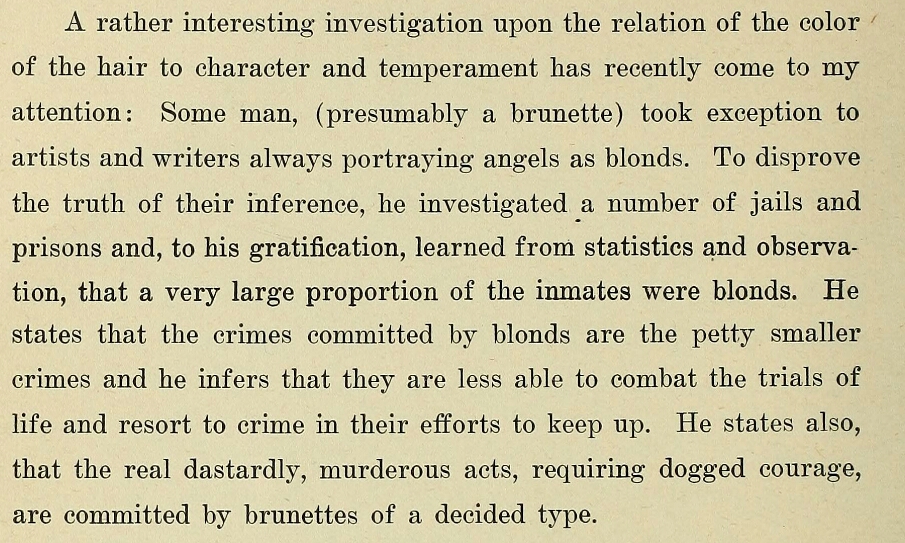 A rather interesting investigation upon the relation of the color
of the hair to character and temperament has recently come to my
attention: Some man, (presumably a brunette) took exception to
artists and writers always portraying angels as blonds. To disprove
the truth of their inference, he investigated a number of jails and
prisons and, to his gratification, learned from statistics and observa-
tion, that a very large proportion of the inmates were blonds. He
states that the crimes committed by blonds are the petty smaller
crimes and he infers that they are less able to combat the trials of
life and resort to crime in their efforts to keep up. He states also,
that the real dastardly, murderous acts, requiring dogged courage,
are committed by brunettes of a decided type.